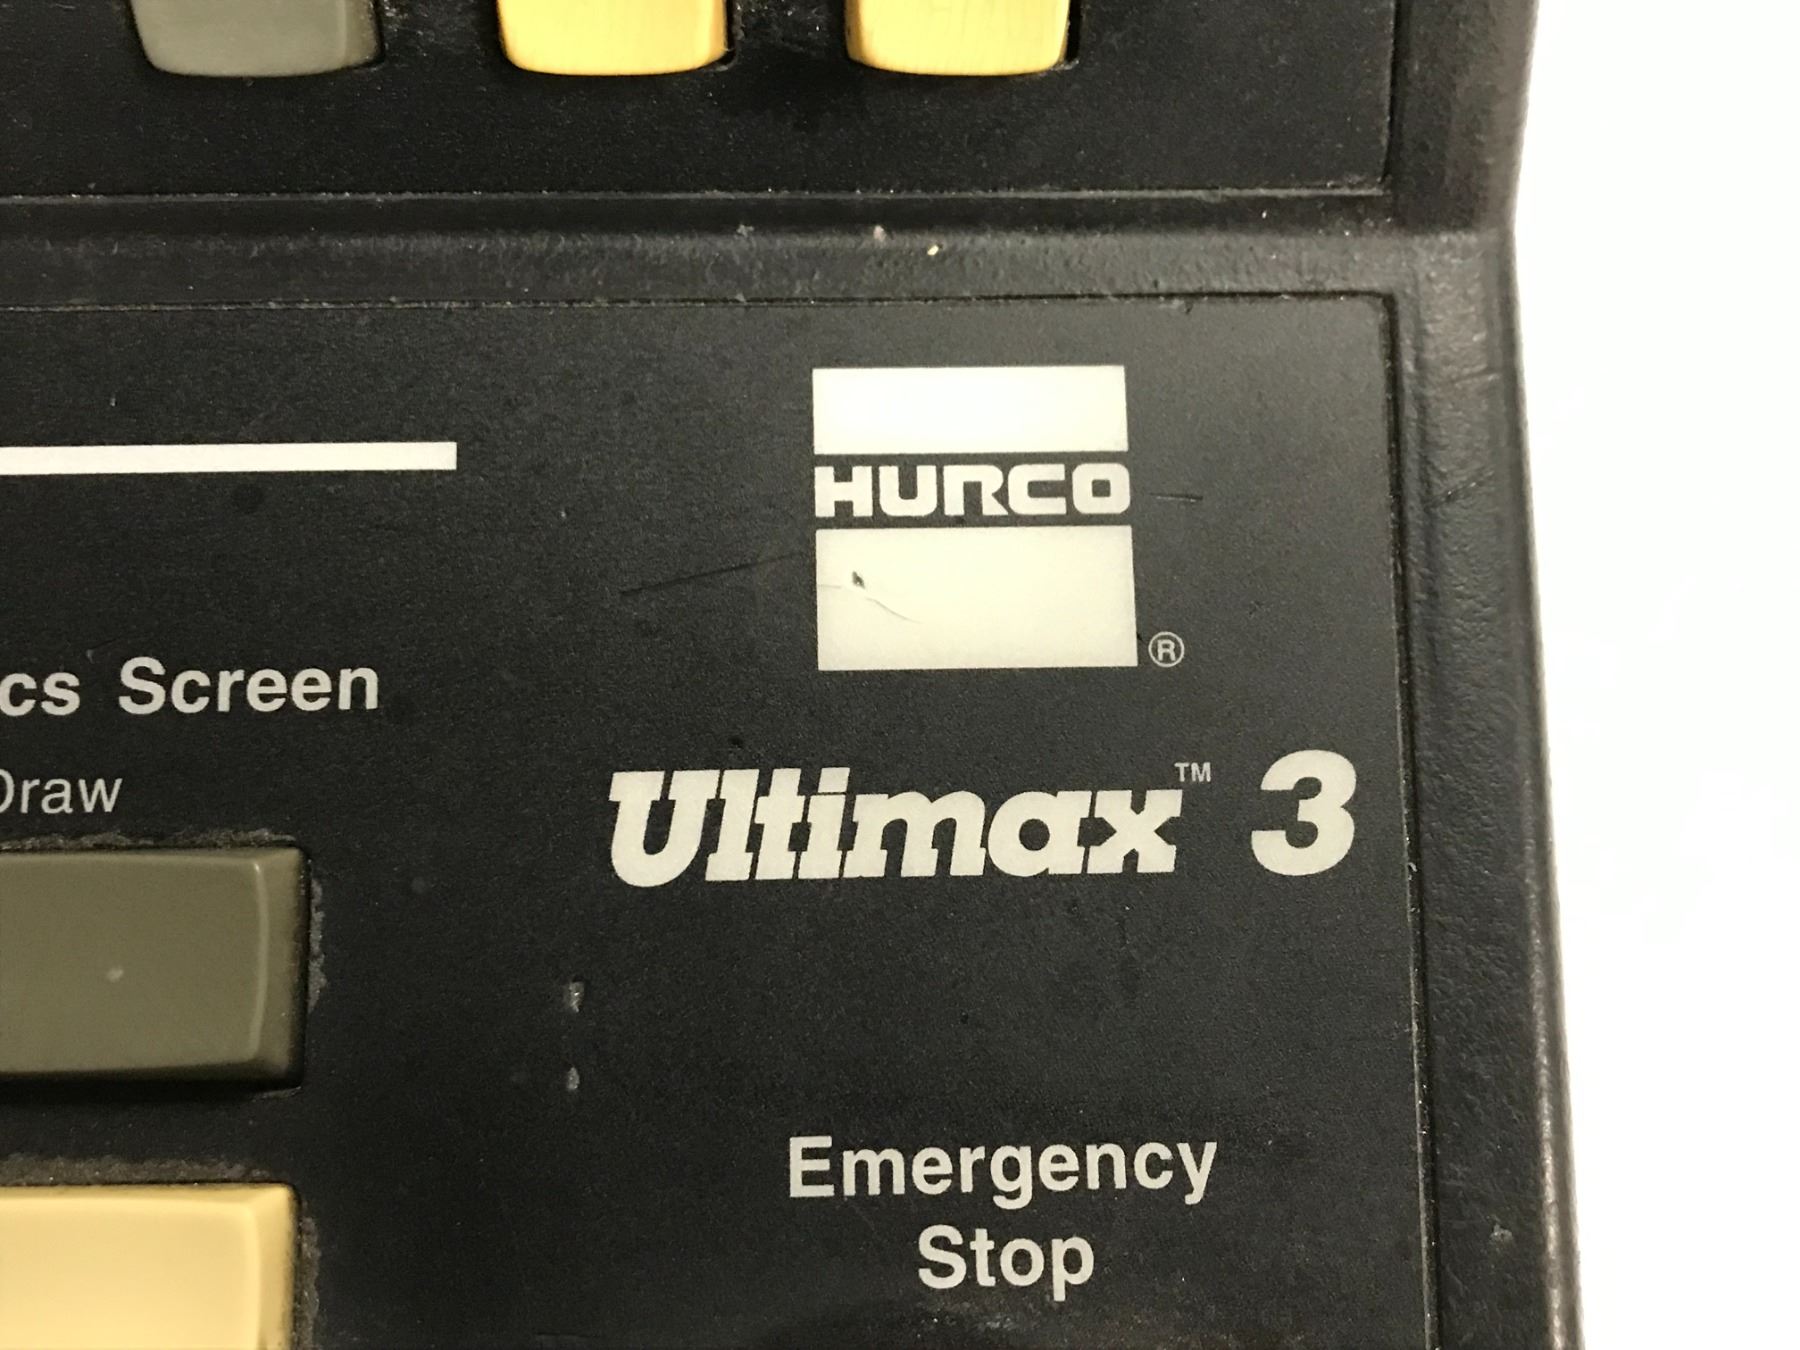 HURCO
®
cs Screen
Ultimax™ 3
Draw
Emergency
Stop